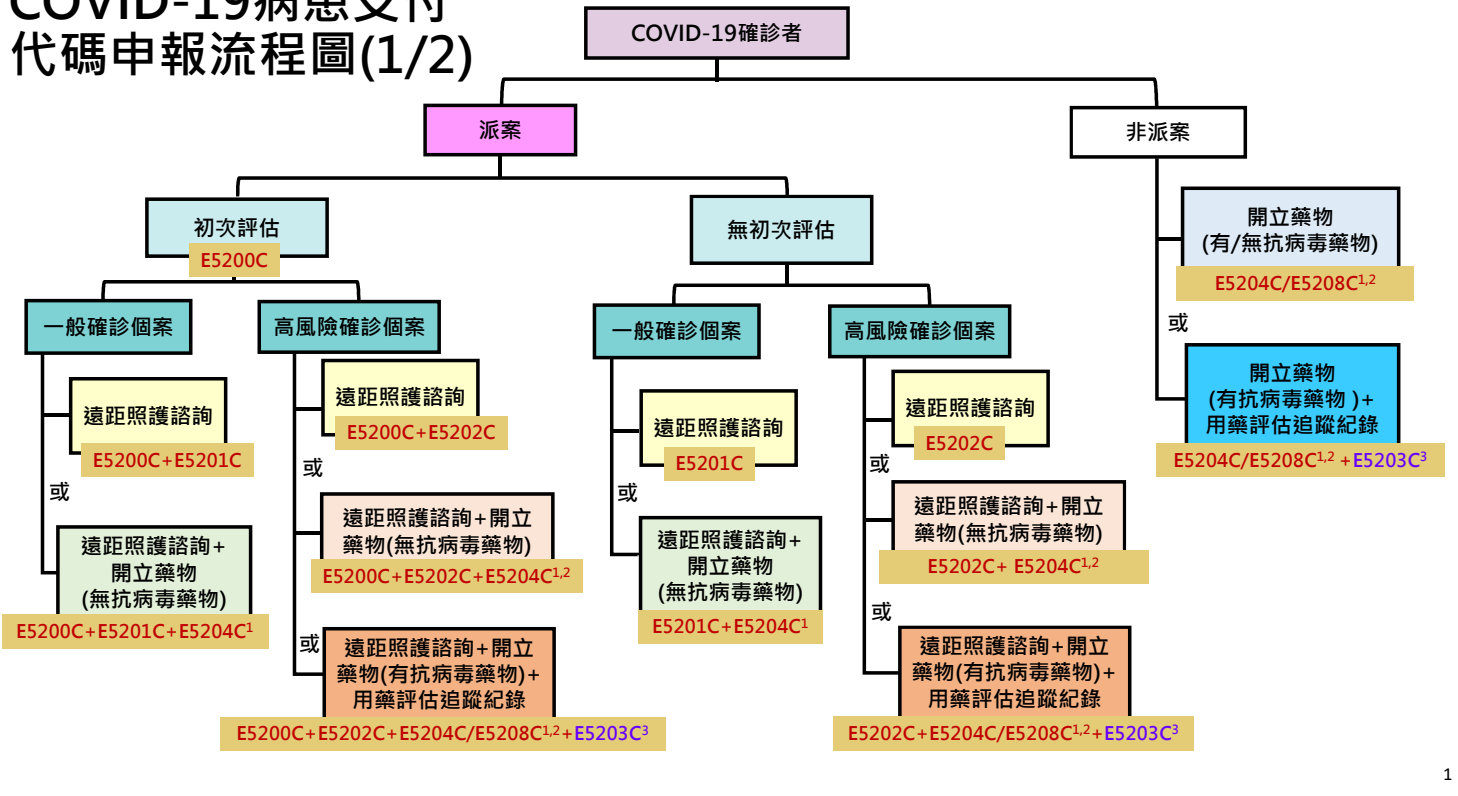 COVID-19病患支付
代碼申報流程圖(1/2)
COVID-19確診者
派案
非派案
初次評估
E5200C
無初次評估
開立藥物
(有/無抗病毒藥物)
E5204C/E5208C1,2
或
開立藥物
(有抗病毒藥物 )+
用藥評估追蹤紀錄
E5204C/E5208C1,2 +E5203C3
一般確診個案
遠距照護諮詢
E5200C+E5201C
或
遠距照護諮詢+
開立藥物
(無抗病毒藥物)
E5200C+E5201C+E5204C1
高風險確診個案
遠距照護諮詢
E5200C+E5202C
或
遠距照護諮詢+開立
藥物(無抗病毒藥物)
E5200C+E5202C+E5204C1,2
或
遠距照護諮詢+開立
藥物(有抗病毒藥物)+
用藥評估追蹤紀錄
E5200C+E5202C+E5204C/E5208C1,2+E5203C3
一般確診個案
遠距照護諮詢
E5201C
或
遠距照護諮詢+
開立藥物
(無抗病毒藥物)
E5201C+E5204C1
高風險確診個案
遠距照護諮詢
E5202C
或
遠距照護諮詢+開立
藥物(無抗病毒藥物)
E5202C+ E5204C1,2
或
遠距照護諮詢+開立
藥物(有抗病毒藥物)+
用藥評估追蹤紀錄
E5202C+E5204C/E5208C1,2+E5203C3
1